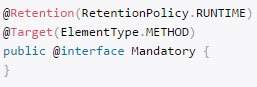 @Retention(RetentionPolicy.RUNTIME)
@Target(ElementType.METHOD)
public @interface Mandatory {
}